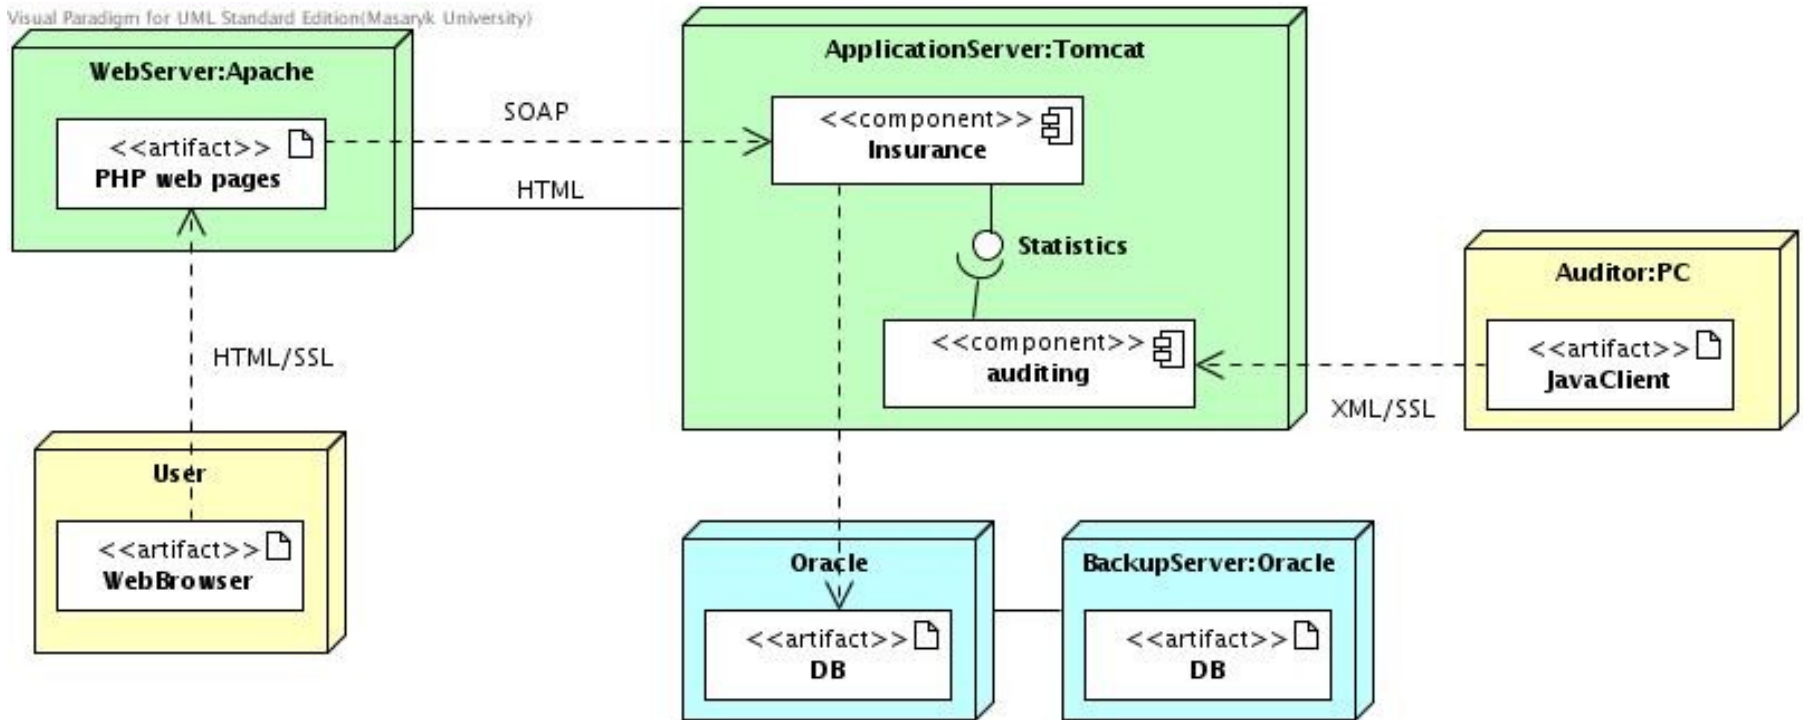 Visual Paradigm for UML Standard Edition(Masaryk University)
WebServer:Apache
<<artifact>>
PHP web pages
SOAP
HTML
ApplicationServer:Tomcat
<<component>>
Insurance
Statistics
<<component>>
auditing
Auditor:PC
<<artifact>>
JavaClient
XML/SSL
HTML/SSL
User
<<artifact>>
WebBrowser
Oracle
<<artifact>>
DB
BackupServer:Oracle
<<artifact>>
DB